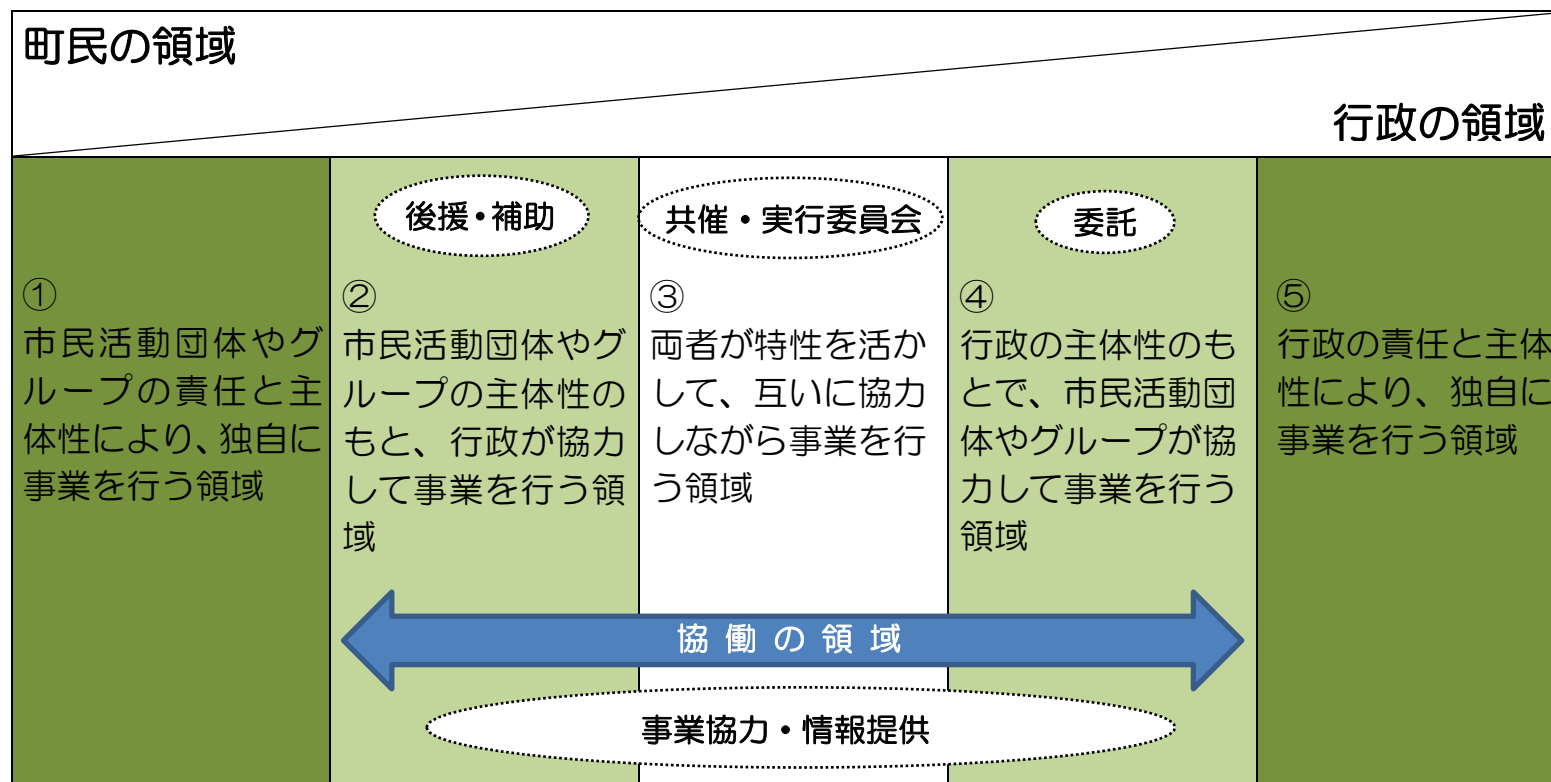 町民の領域
行政の領域
後援・補助
共催・実行委員会
委託
①
市民活動団体やグ
ループの責任と主
体性により、独自に
事業を行う領域
②
市民活動団体やグ
ループの主体性の
もと、行政が協力
して事業を行う領
域
③
両者が特性を活か
して、互いに協力
しながら事業を行
う領域
④
行政の主体性のも
とで、市民活動団
体やグループが協
力して事業を行う
領域
⑤
行政の責任と主体
性により、独自に
事業を行う領域
協働の領域
事業協力・情報提供